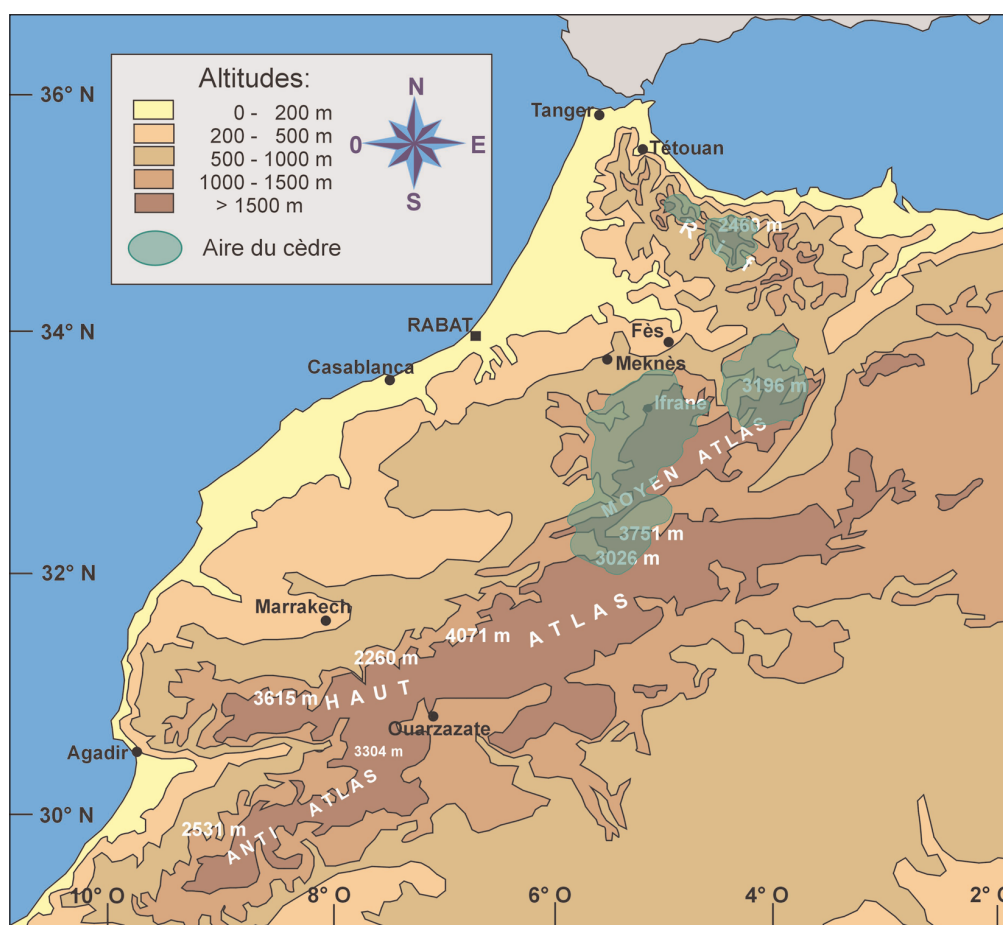 Altitudes:
0 - 200 m
200 - 500 m
500 - 1000 m
1000 - 1500 m
> 1500 m
Aire du cèdre
N
O E
S
36° N
34° N
32° N
30° N
Tanger
Tétouan
2460 m
Rif
RABAT
Fès
Casablanca
Meknès
3196 m
Ifrane
MOYEN ATLAS
3751 m
3026 m
Marrakech
4071 m
ATLAS
2260 m
3615 m
HAUT
Ouarzazate
Agadir
3304 m
2531 m
ANTI ATLAS
10° O 8° O 6° O 4° O 2° O